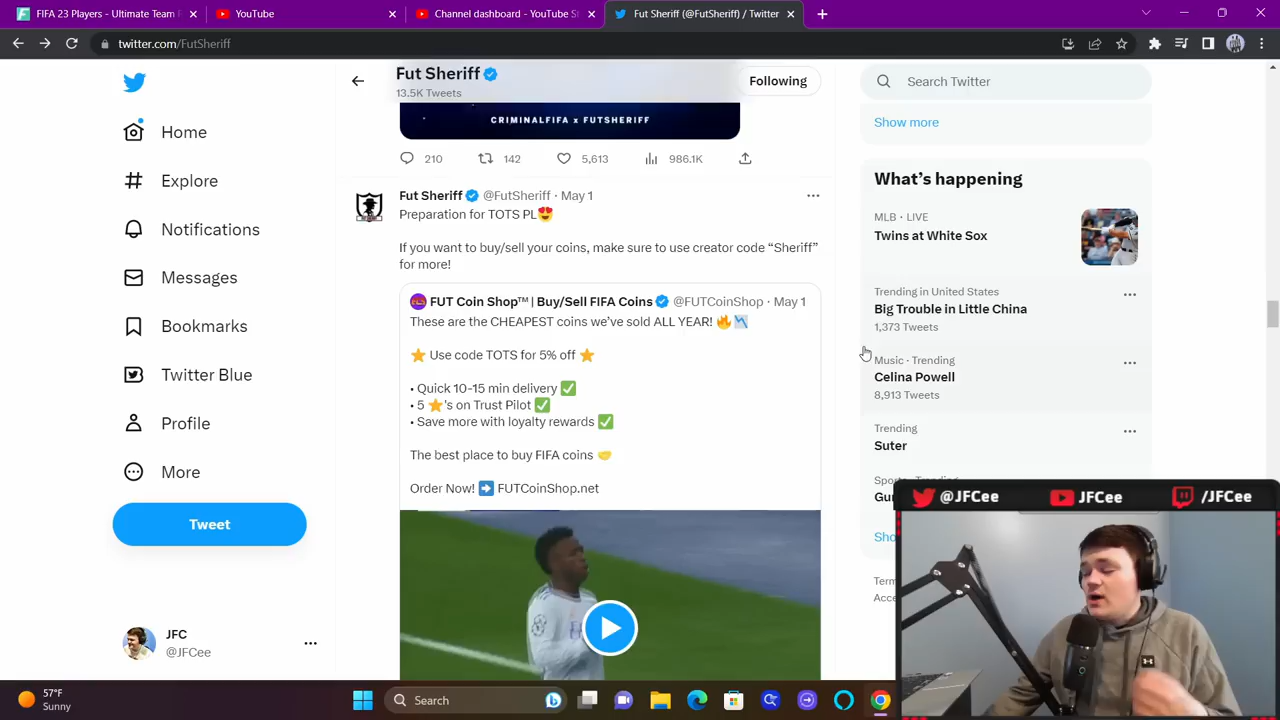 FIFA 23 Players - Ultimate Team
YouTube
Channel dashboard - YouTube St
Fut Sheriff (@FutSheriff) / Twitter
twitter.com/FutSheriff
Fut Sheriff
13.5K Tweets
Following
Search Twitter
Home
Explore
Notifications
Messages
Bookmarks
Twitter Blue
Profile
More
Tweet
JFC
@JFCee
CRIMINALFIFA x FUTSHERIFF
210
142
5,613
986.1K
Fut Sheriff @FutSheriff · May 1
Preparation for TOTS PL😍
If you want to buy/sell your coins, make sure to use creator code “Sheriff”
for more!
FUT Coin Shop™ | Buy/Sell FIFA Coins @FUTCoinShop · May 1
These are the CHEAPEST coins we've sold ALL YEAR! 🔥📉
⭐ Use code TOTS for 5% off ⭐
• Quick 10-15 min delivery ✅
• 5 ⭐'s on Trust Pilot ✅
• Save more with loyalty rewards ✅
The best place to buy FIFA coins 🤝
Order Now! ➡️ FUTCoinShop.net
Show more
What's happening
MLB · LIVE
Twins at White Sox
Trending in United States
Big Trouble in Little China
1,373 Tweets
Music · Trending
Celina Powell
8,913 Tweets
Trending
Suter
@JFCee
JFCee
/JFCee
57°F
Sunny
Search